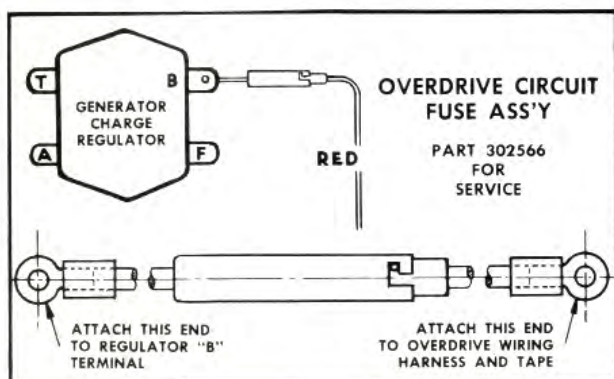 T
B
GENERATOR
CHARGE
REGULATOR
A
F
RED
OVERDRIVE CIRCUIT
FUSE ASS'Y
PART 302566
FOR
SERVICE
ATTACH THIS END
TO REGULATOR "B"
TERMINAL
ATTACH THIS END
TO OVERDRIVE WIRING
HARNESS AND TAPE